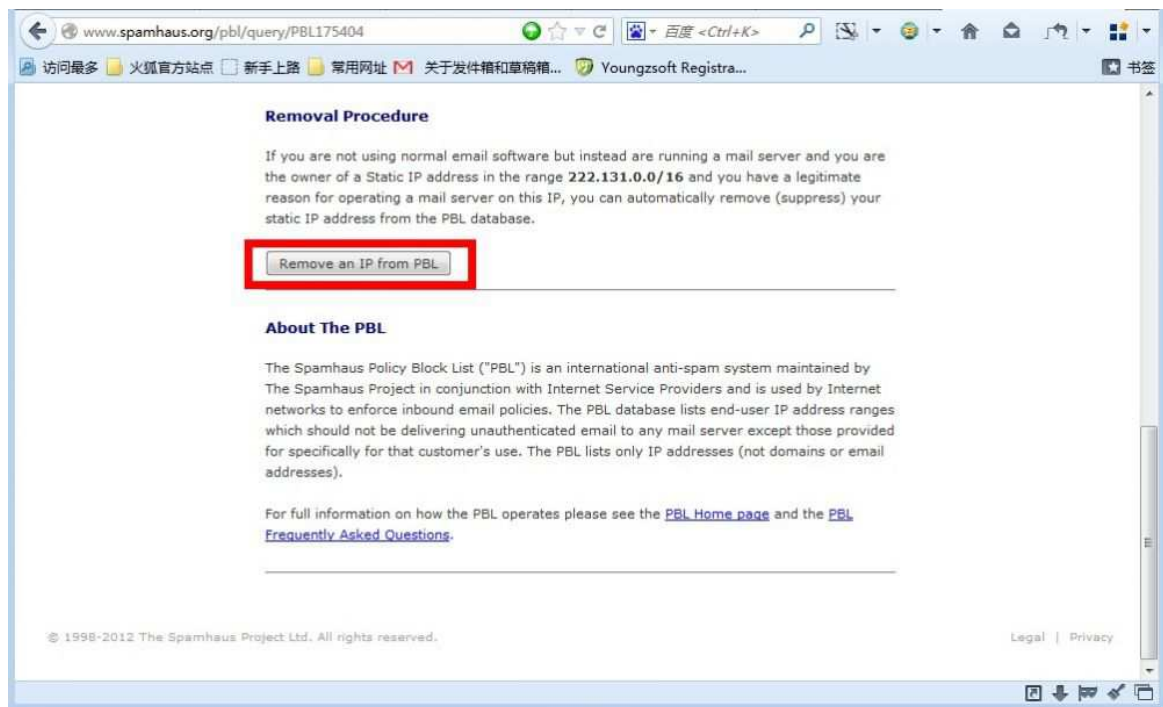 www.spamhaus.org/pbl/query/PBL175404
百度 <Ctrl+K>
访问最多 火狐官方站点 新手上路 常用网址 关于发件箱和草稿箱... Youngzsoft Registra... 书签
Removal Procedure
If you are not using normal email software but instead are running a mail server and you are
the owner of a Static IP address in the range 222.131.0.0/16 and you have a legitimate
reason for operating a mail server on this IP, you can automatically remove (suppress) your
static IP address from the PBL database.
Remove an IP from PBL
About The PBL
The Spamhaus Policy Block List ("PBL") is an international anti-spam system maintained by
The Spamhaus Project in conjunction with Internet Service Providers and is used by Internet
networks to enforce inbound email policies. The PBL database lists end-user IP address ranges
which should not be delivering unauthenticated email to any mail server except those provided
for specifically for that customer's use. The PBL lists only IP addresses (not domains or email
addresses).
For full information on how the PBL operates please see the PBL Home page and the PBL
Frequently Asked Questions.
© 1998-2012 The Spamhaus Project Ltd. All rights reserved. Legal | Privacy